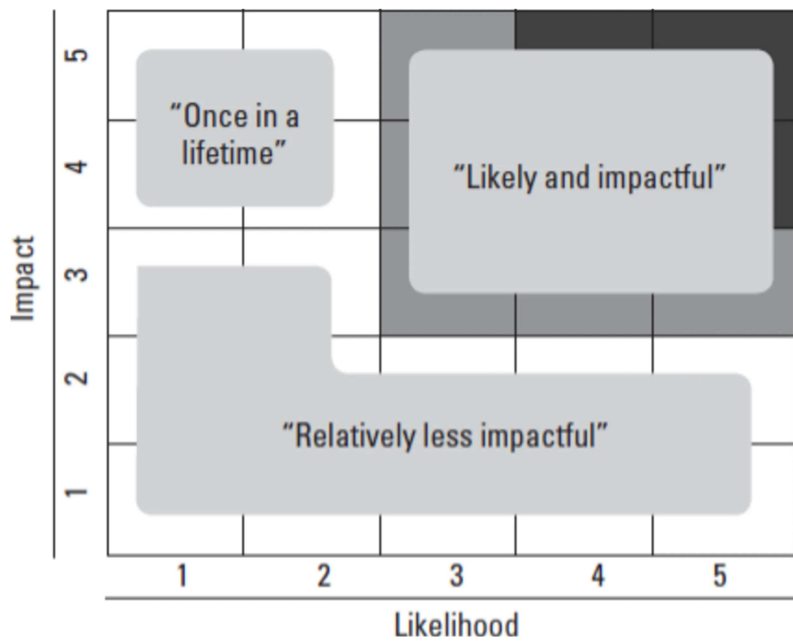 Impact
5
“Once in a
lifetime”
4
“Likely and impactful”
3
2
“Relatively less impactful”
1
1 2 3 4 5
Likelihood